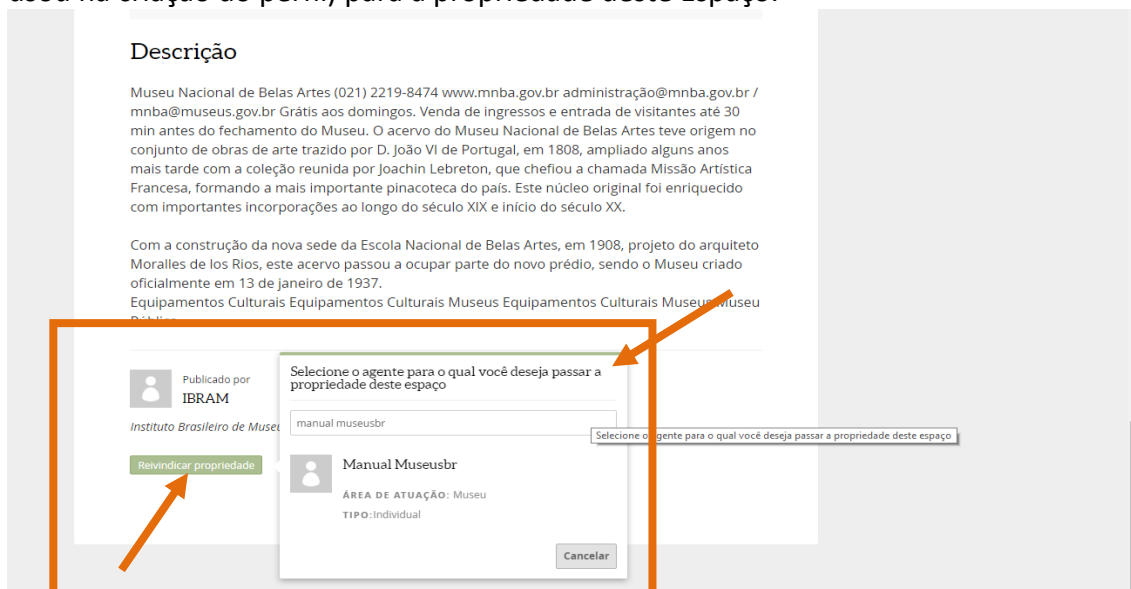 para a propriedade deste Espaço.
Descrição
Museu Nacional de Belas Artes (021) 2219-8474 www.mnba.gov.br administração@mnba.gov.br /
mnba@museus.gov.br Grátis aos domingos. Venda de ingressos e entrada de visitantes até 30
min antes do fechamento do Museu. O acervo do Museu Nacional de Belas Artes teve origem no
conjunto de obras de arte trazido por D. João VI de Portugal, em 1808, ampliado alguns anos
mais tarde com a coleção reunida por Joachin Lebreton, que chefiou a chamada Missão Artística
Francesa, formando a mais importante pinacoteca do país. Este núcleo original foi enriquecido
com importantes incorporações ao longo do século XIX e início do século XX.
Com a construção da nova sede da Escola Nacional de Belas Artes, em 1908, projeto do arquiteto
Moralles de los Rios, este acervo passou a ocupar parte do novo prédio, sendo o Museu criado
oficialmente em 13 de janeiro de 1937.
Equipamentos Culturais Equipamentos Culturais Museus Equipamentos Culturais Museus Museu
Publicado por
IBRAM
Instituto Brasileiro de
Reivindicar propriedade
Selecione o agente para o qual você deseja passar a
propriedade deste espaço
manual museusbr
Selecione o agente para o qual você deseja passar a propriedade deste espaço
Manual Museusbr
ÁREA DE ATUAÇÃO: Museu
TIPO:Individual
Cancelar